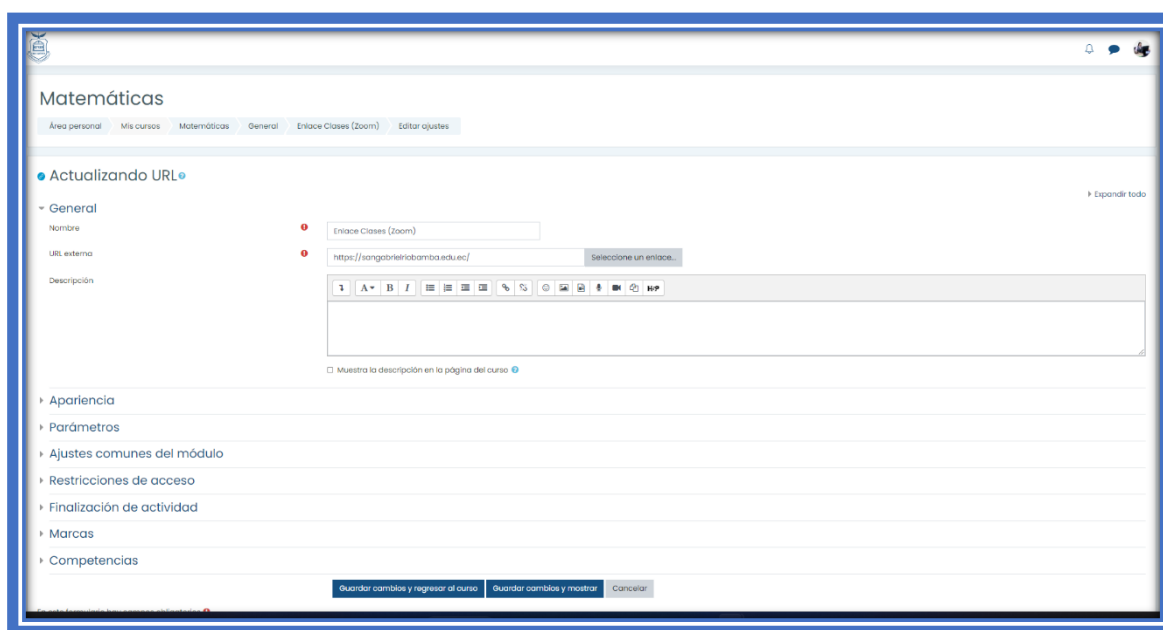 Matemáticas
Área personal Mis cursos Matemáticas General Enlace Clases (Zoom) Editar ajustes
Actualizando URL
Expandir todo
General
Nombre Enlace Clases (Zoom)
URL externa https://sangabrielriobamba.edu.ec/ Seleccione un enlace...
Descripción
A B I H-P
Muestra la descripción en la página del curso
Apariencia
Parámetros
Ajustes comunes del módulo
Restricciones de acceso
Finalización de actividad
Marcas
Competencias
Guardar cambios y regresar al curso Guardar cambios y mostrar Cancelar